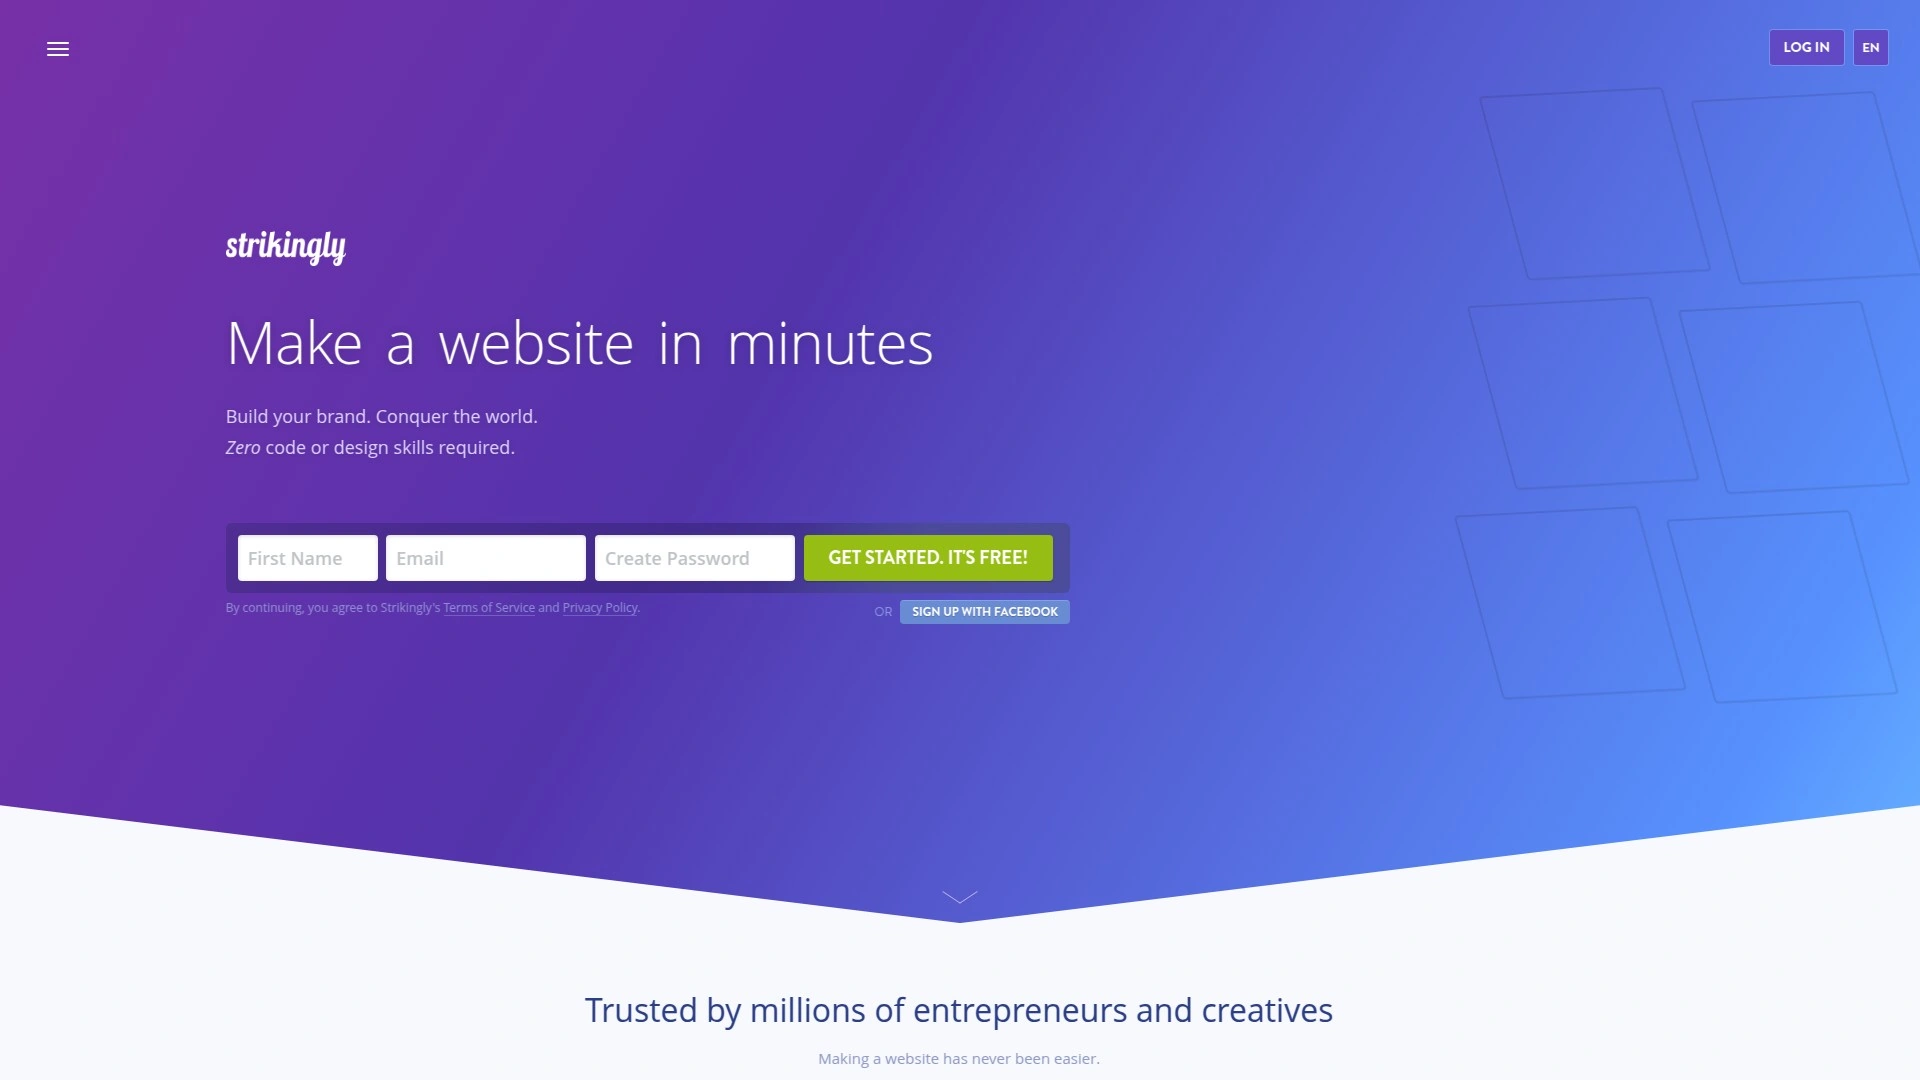 LOG IN
EN
strikingly
Make a website in minutes
Build your brand. Conquer the world.
Zero code or design skills required.
First Name
Email
Create Password
GET STARTED. IT'S FREE!
By continuing, you agree to Strikingly's Terms of Service and Privacy Policy.
OR
SIGN UP WITH FACEBOOK
Trusted by millions of entrepreneurs and creatives
Making a website has never been easier.